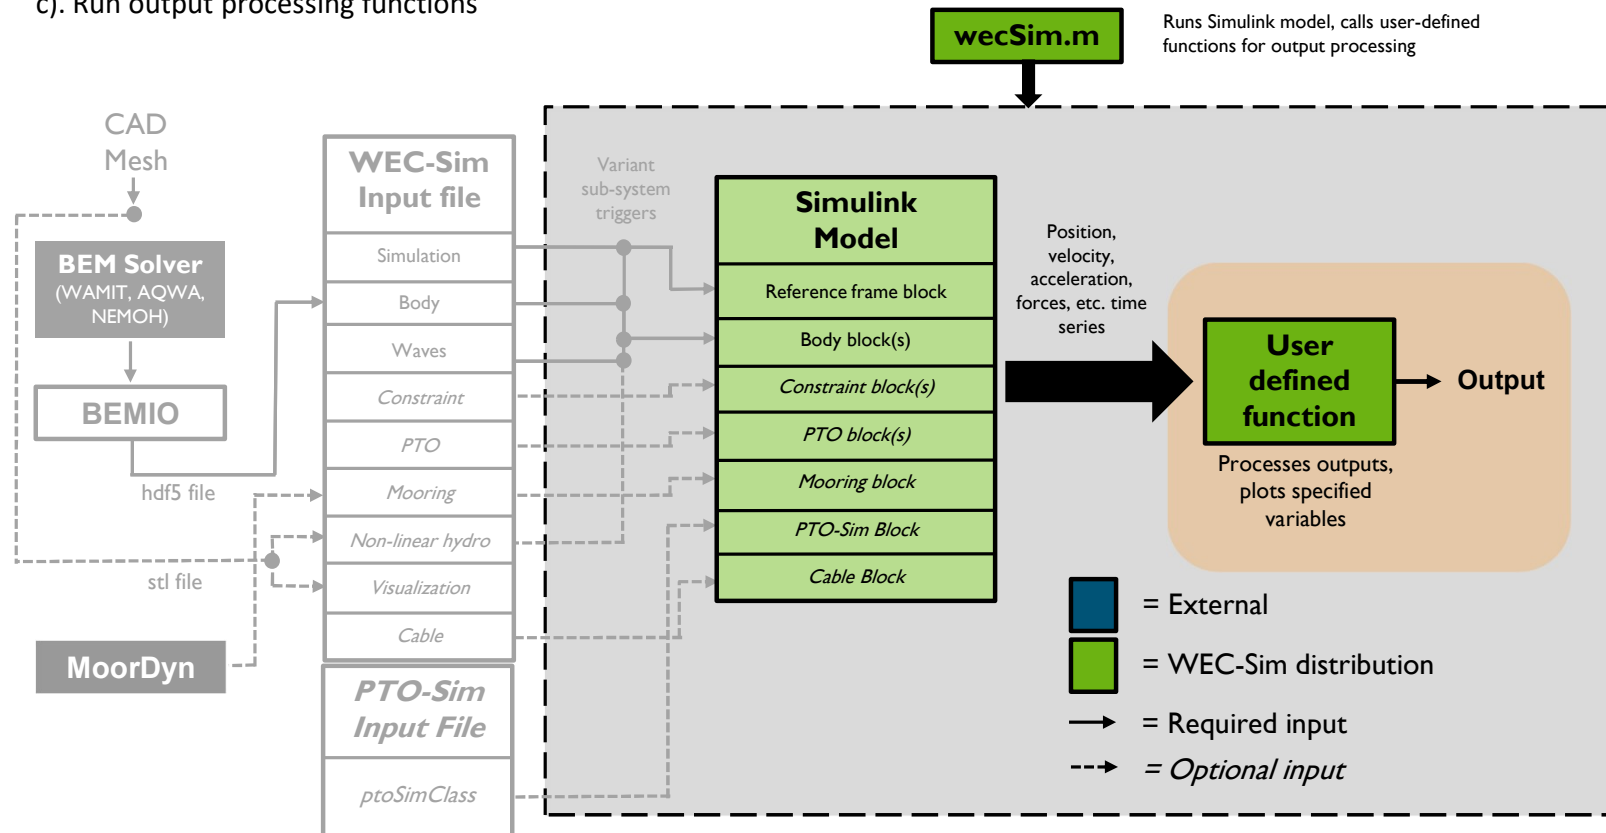 c). Run output processing functions
wecSim.m
Runs Simulink model, calls user-defined
functions for output processing
CAD
Mesh
BEM Solver
(WAMIT, AQWA,
NEMOH)
BEMIO
hdf5 file
stl file
MoorDyn
WEC-Sim
Input file
Simulation
Body
Waves
Constraint
PTO
Mooring
Non-linear hydro
Visualization
Cable
PTO-Sim
Input File
ptoSimClass
Variant
sub-system
triggers
Simulink
Model
Reference frame block
Body block(s)
Constraint block(s)
PTO block(s)
Mooring block
PTO-Sim Block
Cable Block
Position,
velocity,
acceleration,
forces, etc. time
series
User
defined
function
Output
Processes outputs,
plots specified
variables
= External
= WEC-Sim distribution
= Required input
= Optional input